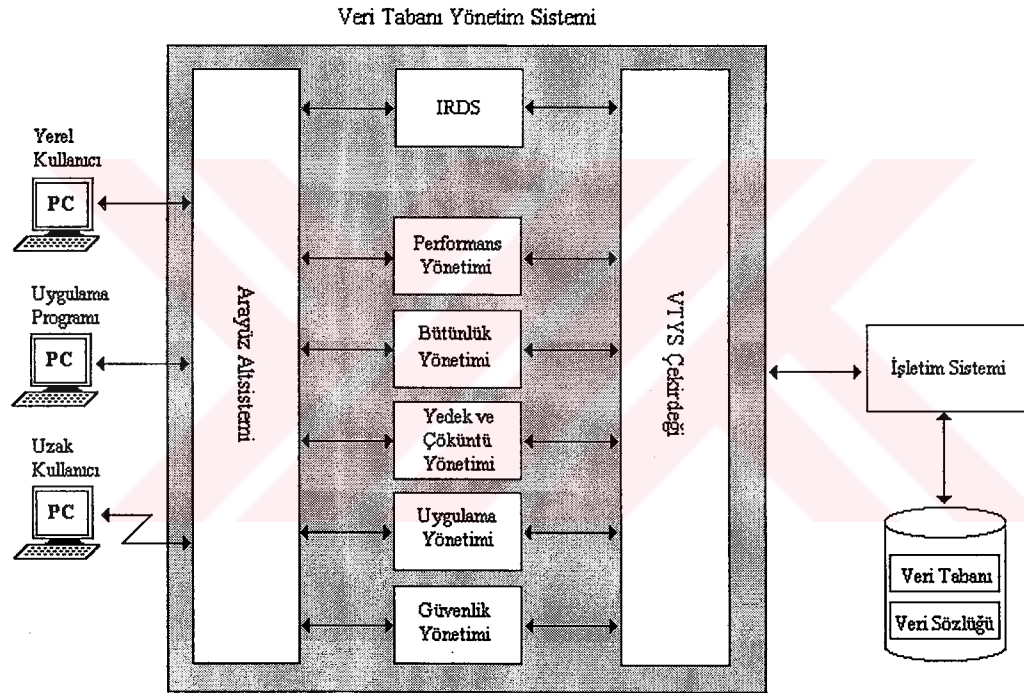 Veri Tabanı Yönetim Sistemi
Yerel
Kullanıcı
PC
Uygulama
Programı
PC
Uzak
Kullanıcı
PC
Arayüz Altsistemi
IRDS
Performans
Yönetimi
Bütünlük
Yönetimi
Yedek ve
Çöküntü
Yönetimi
Uygulama
Yönetimi
Güvenlik
Yönetimi
VTYS Çekirdeği
İşletim Sistemi
Veri Tabanı
Veri Sözlüğü